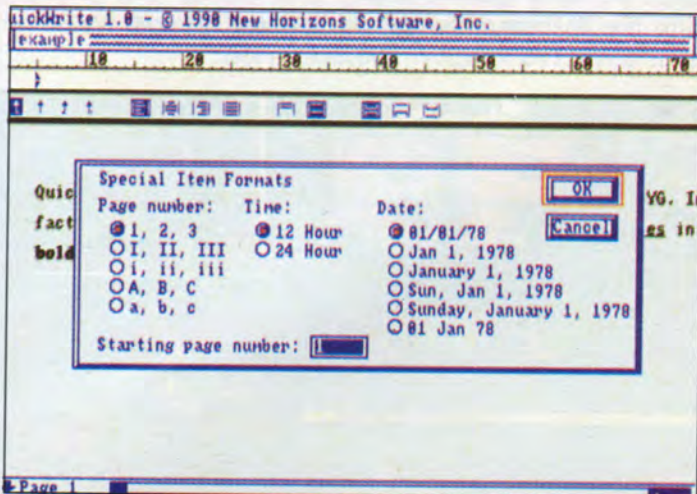 uickWrite 1.0 - © 1990 New Horizons Software, Inc.
example
10 20 30 40 50 60 70
Quic
YG. I
fact
es in
bold
Special Item Formats
Page number: Time: Date:
1, 2, 3
I, II, III
i, ii, iii
A, B, C
a, b, c
12 Hour
24 Hour
01/01/78
Jan 1, 1978
January 1, 1978
Sun, Jan 1, 1978
Sunday, January 1, 1978
01 Jan 78
Starting page number: 1
OK
Cancel
Page 1